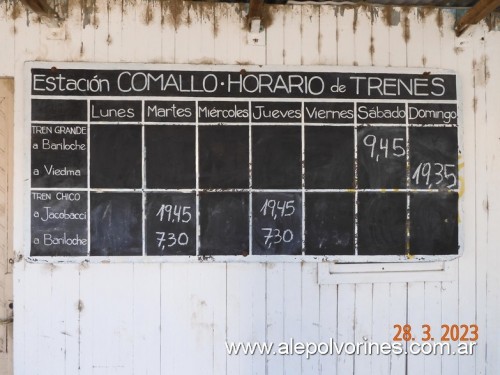 Estación COMALLO · HORARIO de TRENES
Lunes Martes Miércoles Jueves Viernes Sábado Domingo
TREN GRANDE
a Bariloche 9,45
a Viedma 19,35
TREN CHICO
a Jacobacci 19,45 19,45
a Bariloche 7,30 7,30
28. 3. 2023
www.alepolvorines.com.ar